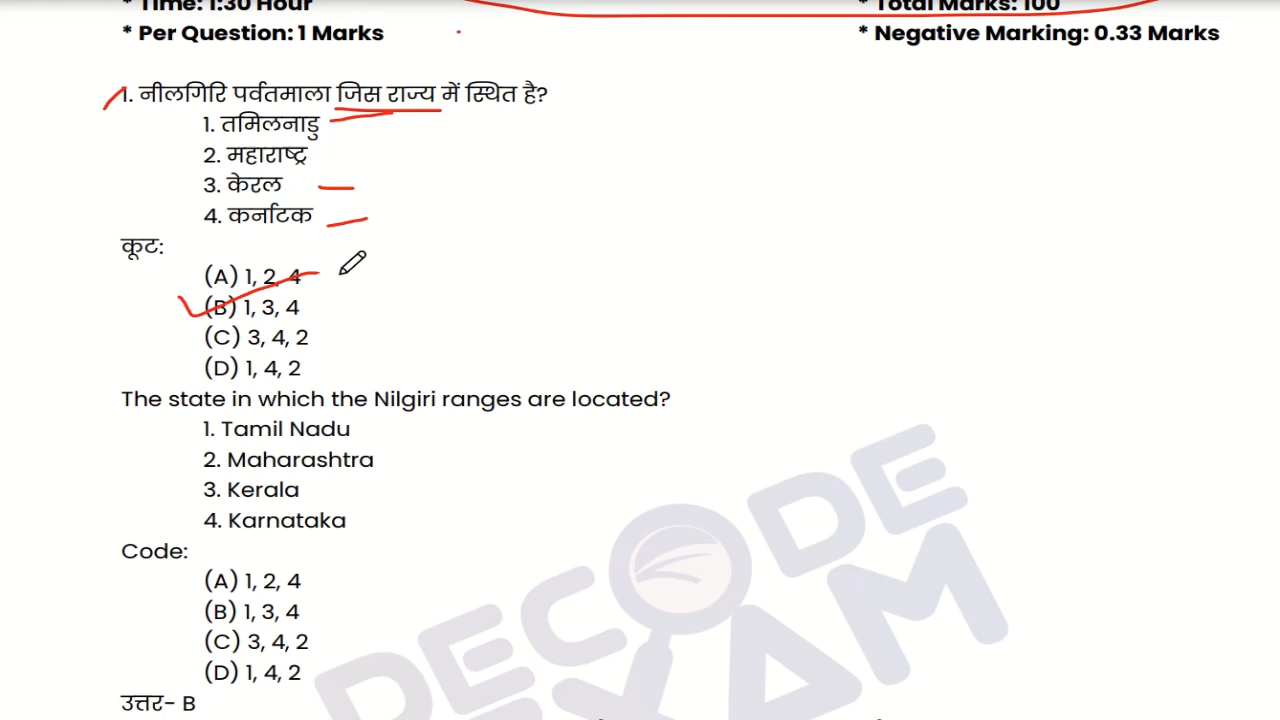 * Time: 1:30 Hour * Total Marks: 100
* Per Question: 1 Marks * Negative Marking: 0.33 Marks
1. नीलगिरि पर्वतमाला जिस राज्य में स्थित है?
1. तमिलनाडु
2. महाराष्ट्र
3. केरल
4. कर्नाटक
कूट:
(A) 1, 2, 4
(B) 1, 3, 4
(C) 3, 4, 2
(D) 1, 4, 2
The state in which the Nilgiri ranges are located?
1. Tamil Nadu
2. Maharashtra
3. Kerala
4. Karnataka
Code:
(A) 1, 2, 4
(B) 1, 3, 4
(C) 3, 4, 2
(D) 1, 4, 2
उत्तर- B
DECODE
EXAM